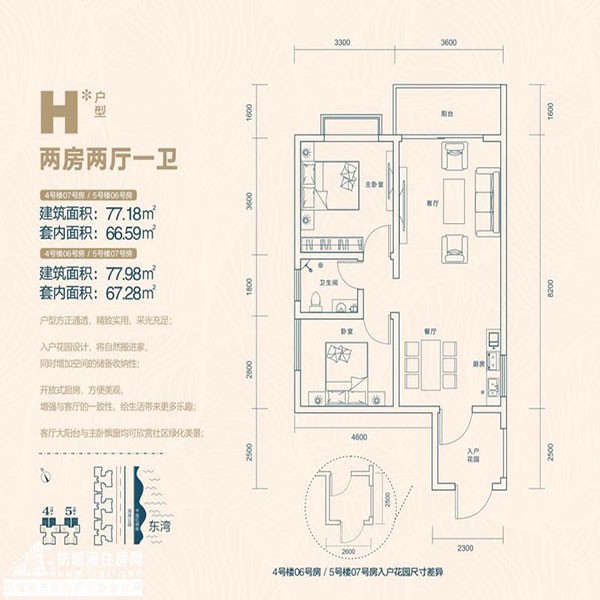 H*户型
两房两厅一卫
4号楼07号房 / 5号楼06号房
建筑面积：77.18㎡
套内面积：66.59㎡
4号楼06号房 / 5号楼07号房
建筑面积：77.98㎡
套内面积：67.28㎡
户型方正通透，精致实用，采光充足；
入户花园设计，将自然搬进家，
同时增加空间的储备收纳性；
开放式厨房，方便美观，
增强与客厅的一致性，给生活带来更多乐趣；
客厅大阳台与主卧飘窗均可欣赏社区绿化美景；
4
5
东湾
防城港住房网
3300
3600
1600
3600
1800
2800
2500
1600
8200
2500
阳台
主卧室
客厅
卫生间
卧室
餐厅
厨房
入户
花园
4600
2300
2500
2600
4号楼06号房 / 5号楼07号房入户花园尺寸差异